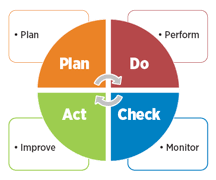 • Plan
• Perform
Plan
Do
Act
Check
• Improve
• Monitor